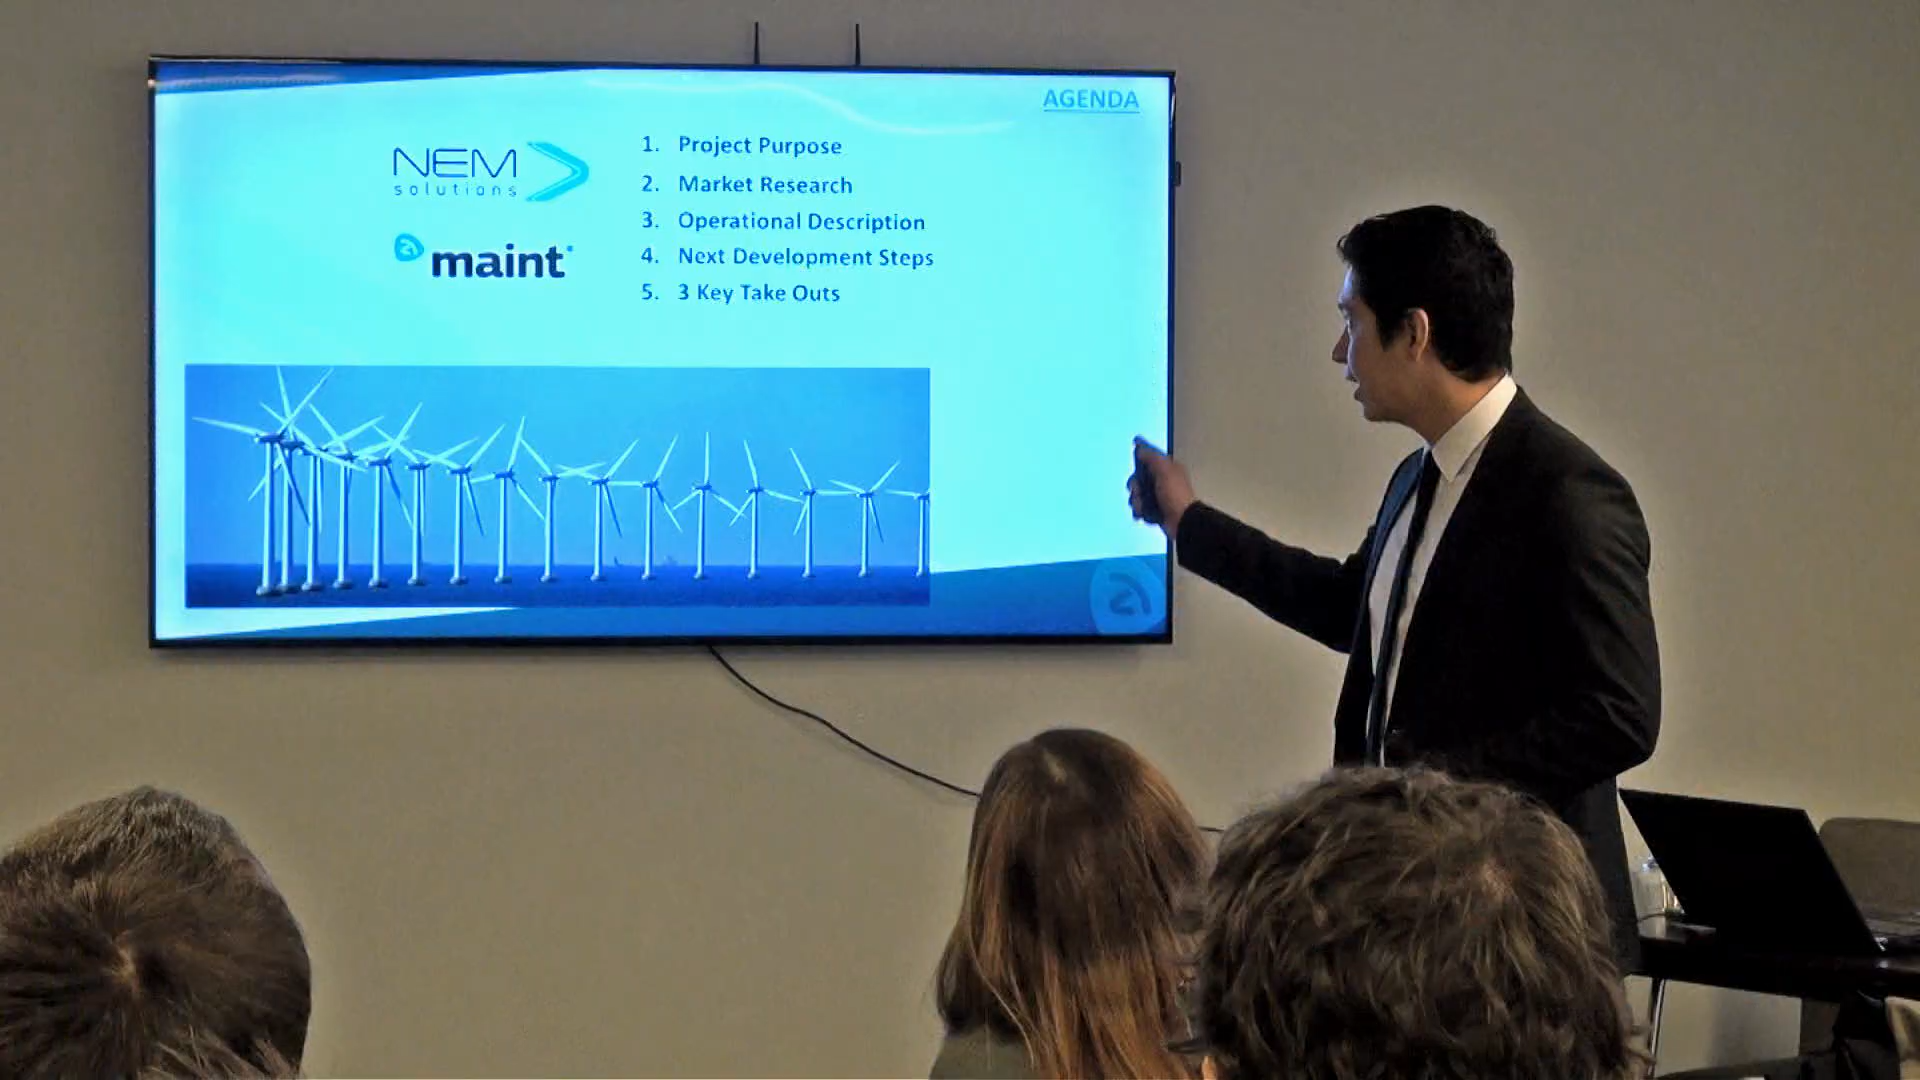 AGENDA
NEM
solutions
maint
1. Project Purpose
2. Market Research
3. Operational Description
4. Next Development Steps
5. 3 Key Take Outs